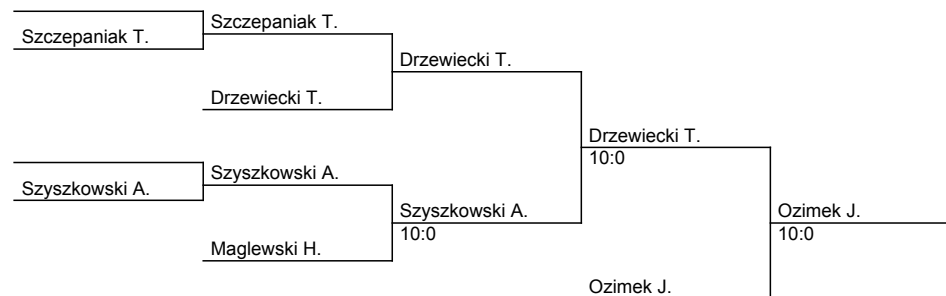 Szczepaniak T.
Szczepaniak T.
Drzewiecki T.
Drzewiecki T.
Drzewiecki T.
10:0
Szyszkowski A.
Szyszkowski A.
Szyszkowski A.
10:0
Ozimek J.
10:0
Maglewski H.
Ozimek J.